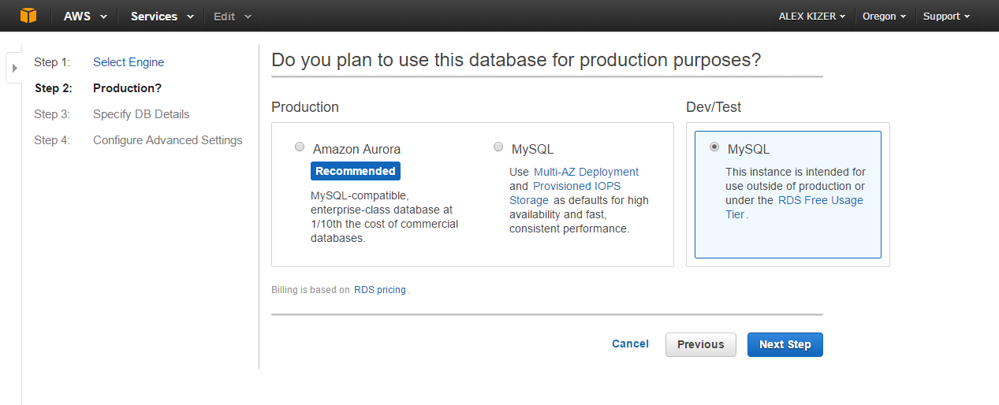 AWS Services Edit ALEX KIZER Oregon Support
Step 1: Select Engine
Step 2: Production?
Step 3: Specify DB Details
Step 4: Configure Advanced Settings
Do you plan to use this database for production purposes?
Production
Amazon Aurora
Recommended
MySQL-compatible,
enterprise-class database at
1/10th the cost of commercial
databases.
MySQL
Use Multi-AZ Deployment
and Provisioned IOPS
Storage as defaults for high
availability and fast,
consistent performance.
Dev/Test
MySQL
This instance is intended for
use outside of production or
under the RDS Free Usage
Tier.
Billing is based on RDS pricing.
Cancel Previous Next Step